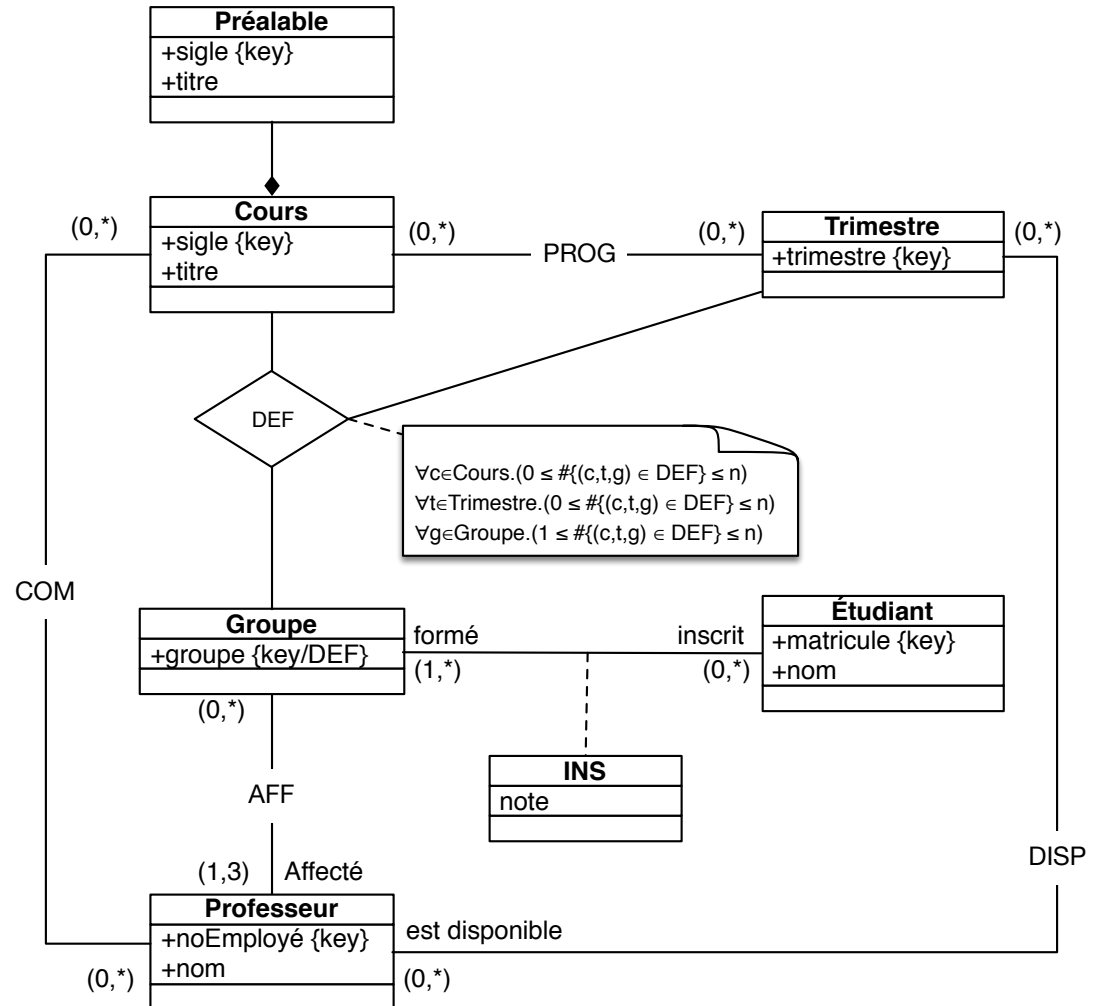 Préalable
+sigle {key}
+titre
(0,*)
Cours
+sigle {key}
+titre
(0,*)
PROG
(0,*)
Trimestre
+trimestre {key}
(0,*)
DEF
∀c∈Cours.(0 ≤ #{(c,t,g) ∈ DEF} ≤ n)
∀t∈Trimestre.(0 ≤ #{(c,t,g) ∈ DEF} ≤ n)
∀g∈Groupe.(1 ≤ #{(c,t,g) ∈ DEF} ≤ n)
COM
Groupe
+groupe {key/DEF}
(0,*)
formé
(1,*)
inscrit
(0,*)
Étudiant
+matricule {key}
+nom
INS
note
AFF
DISP
(1,3) Affecté
Professeur
+noEmployé {key}
+nom
(0,*)
est disponible
(0,*)